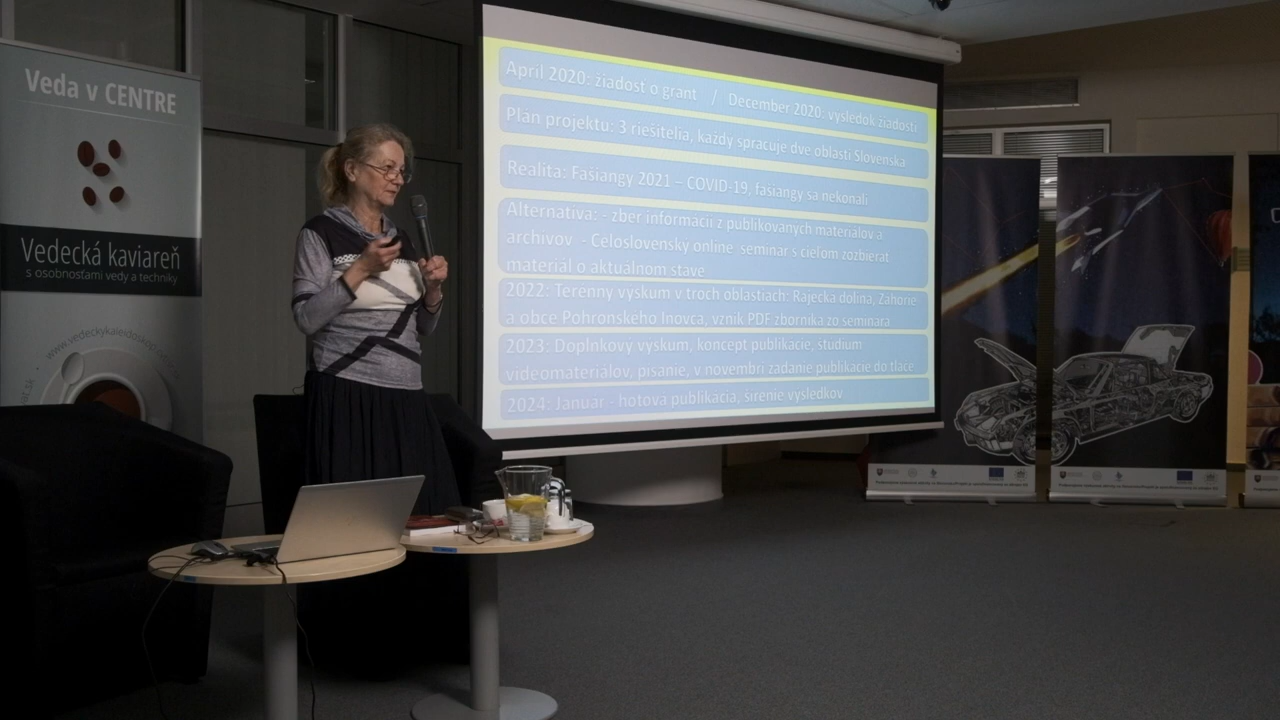 Veda v CENTRE
Vedecká kaviareň
s osobnosťami vedy a techniky
www.vedeckykaleidoskop
April 2020: žiadosť o grant / December 2020: výsledok žiadosti
Plán projektu: 3 riešitelia, každý spracuje dve oblasti Slovenska
Realita: Fašiangy 2021 – COVID-19, fašiangy sa nekonali
Alternatíva: - zber informácií z publikovaných materiálov a
archívov - Celoslovenský online seminár s cieľom zozbierať
materiál o aktuálnom stave
2022: Terénny výskum v troch oblastiach: Rajecká dolina, Záhorie
a obce Pohronského Inovca, vznik PDF zborníka zo seminára
2023: Doplnkový výskum, koncept publikácie, štúdium
videomateriálov, písanie, v novembri zadanie publikácie do tlače
2024: Január - hotová publikácia, šírenie výsledkov